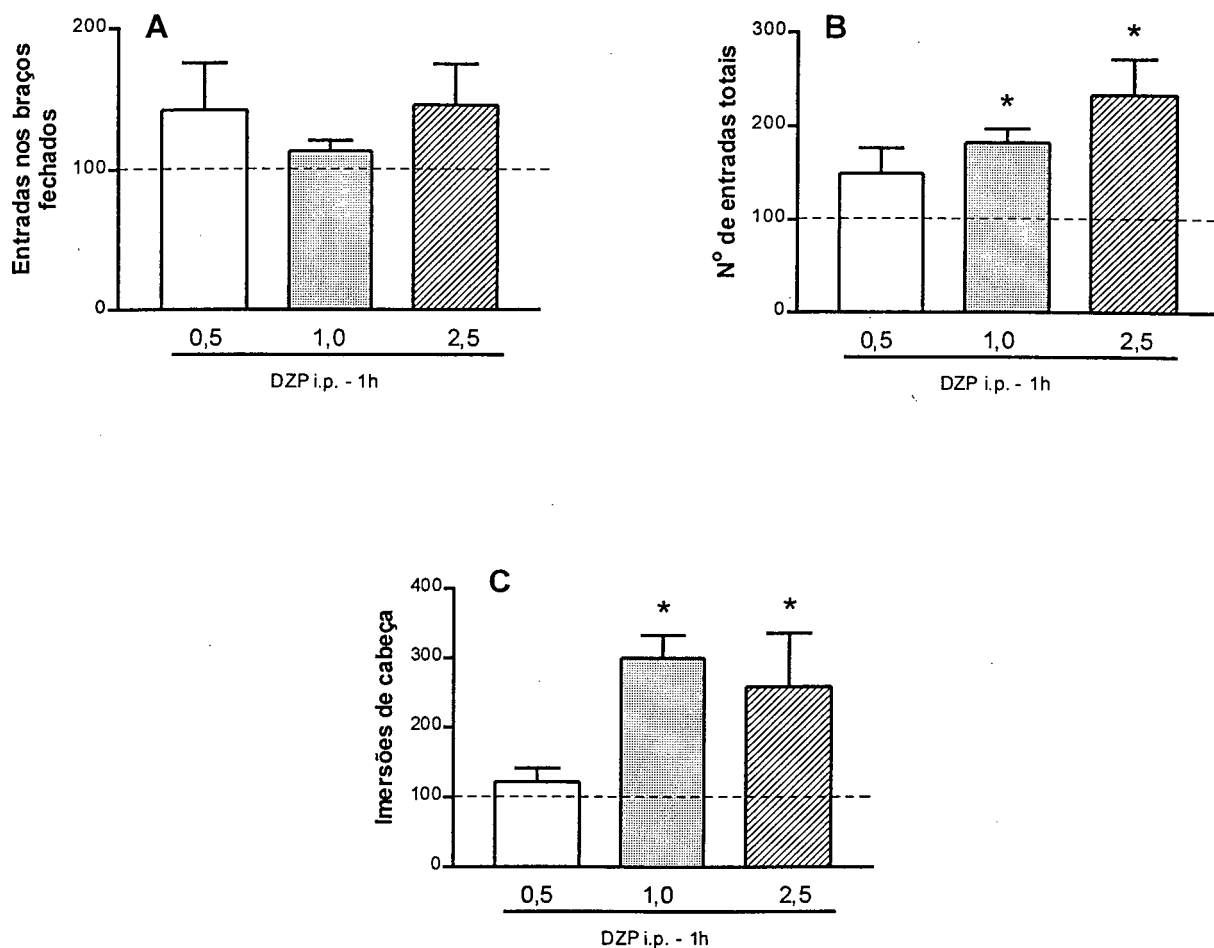 A
Entradas nos braços
fechados
200
100
0
0,5 1,0 2,5
DZP i.p. - 1h
B
Nº de entradas totais
300
200
100
0
*
*
0,5 1,0 2,5
DZP i.p. - 1h
C
Imersões de cabeça
400
300
200
100
0
* *
0,5 1,0 2,5
DZP i.p. - 1h